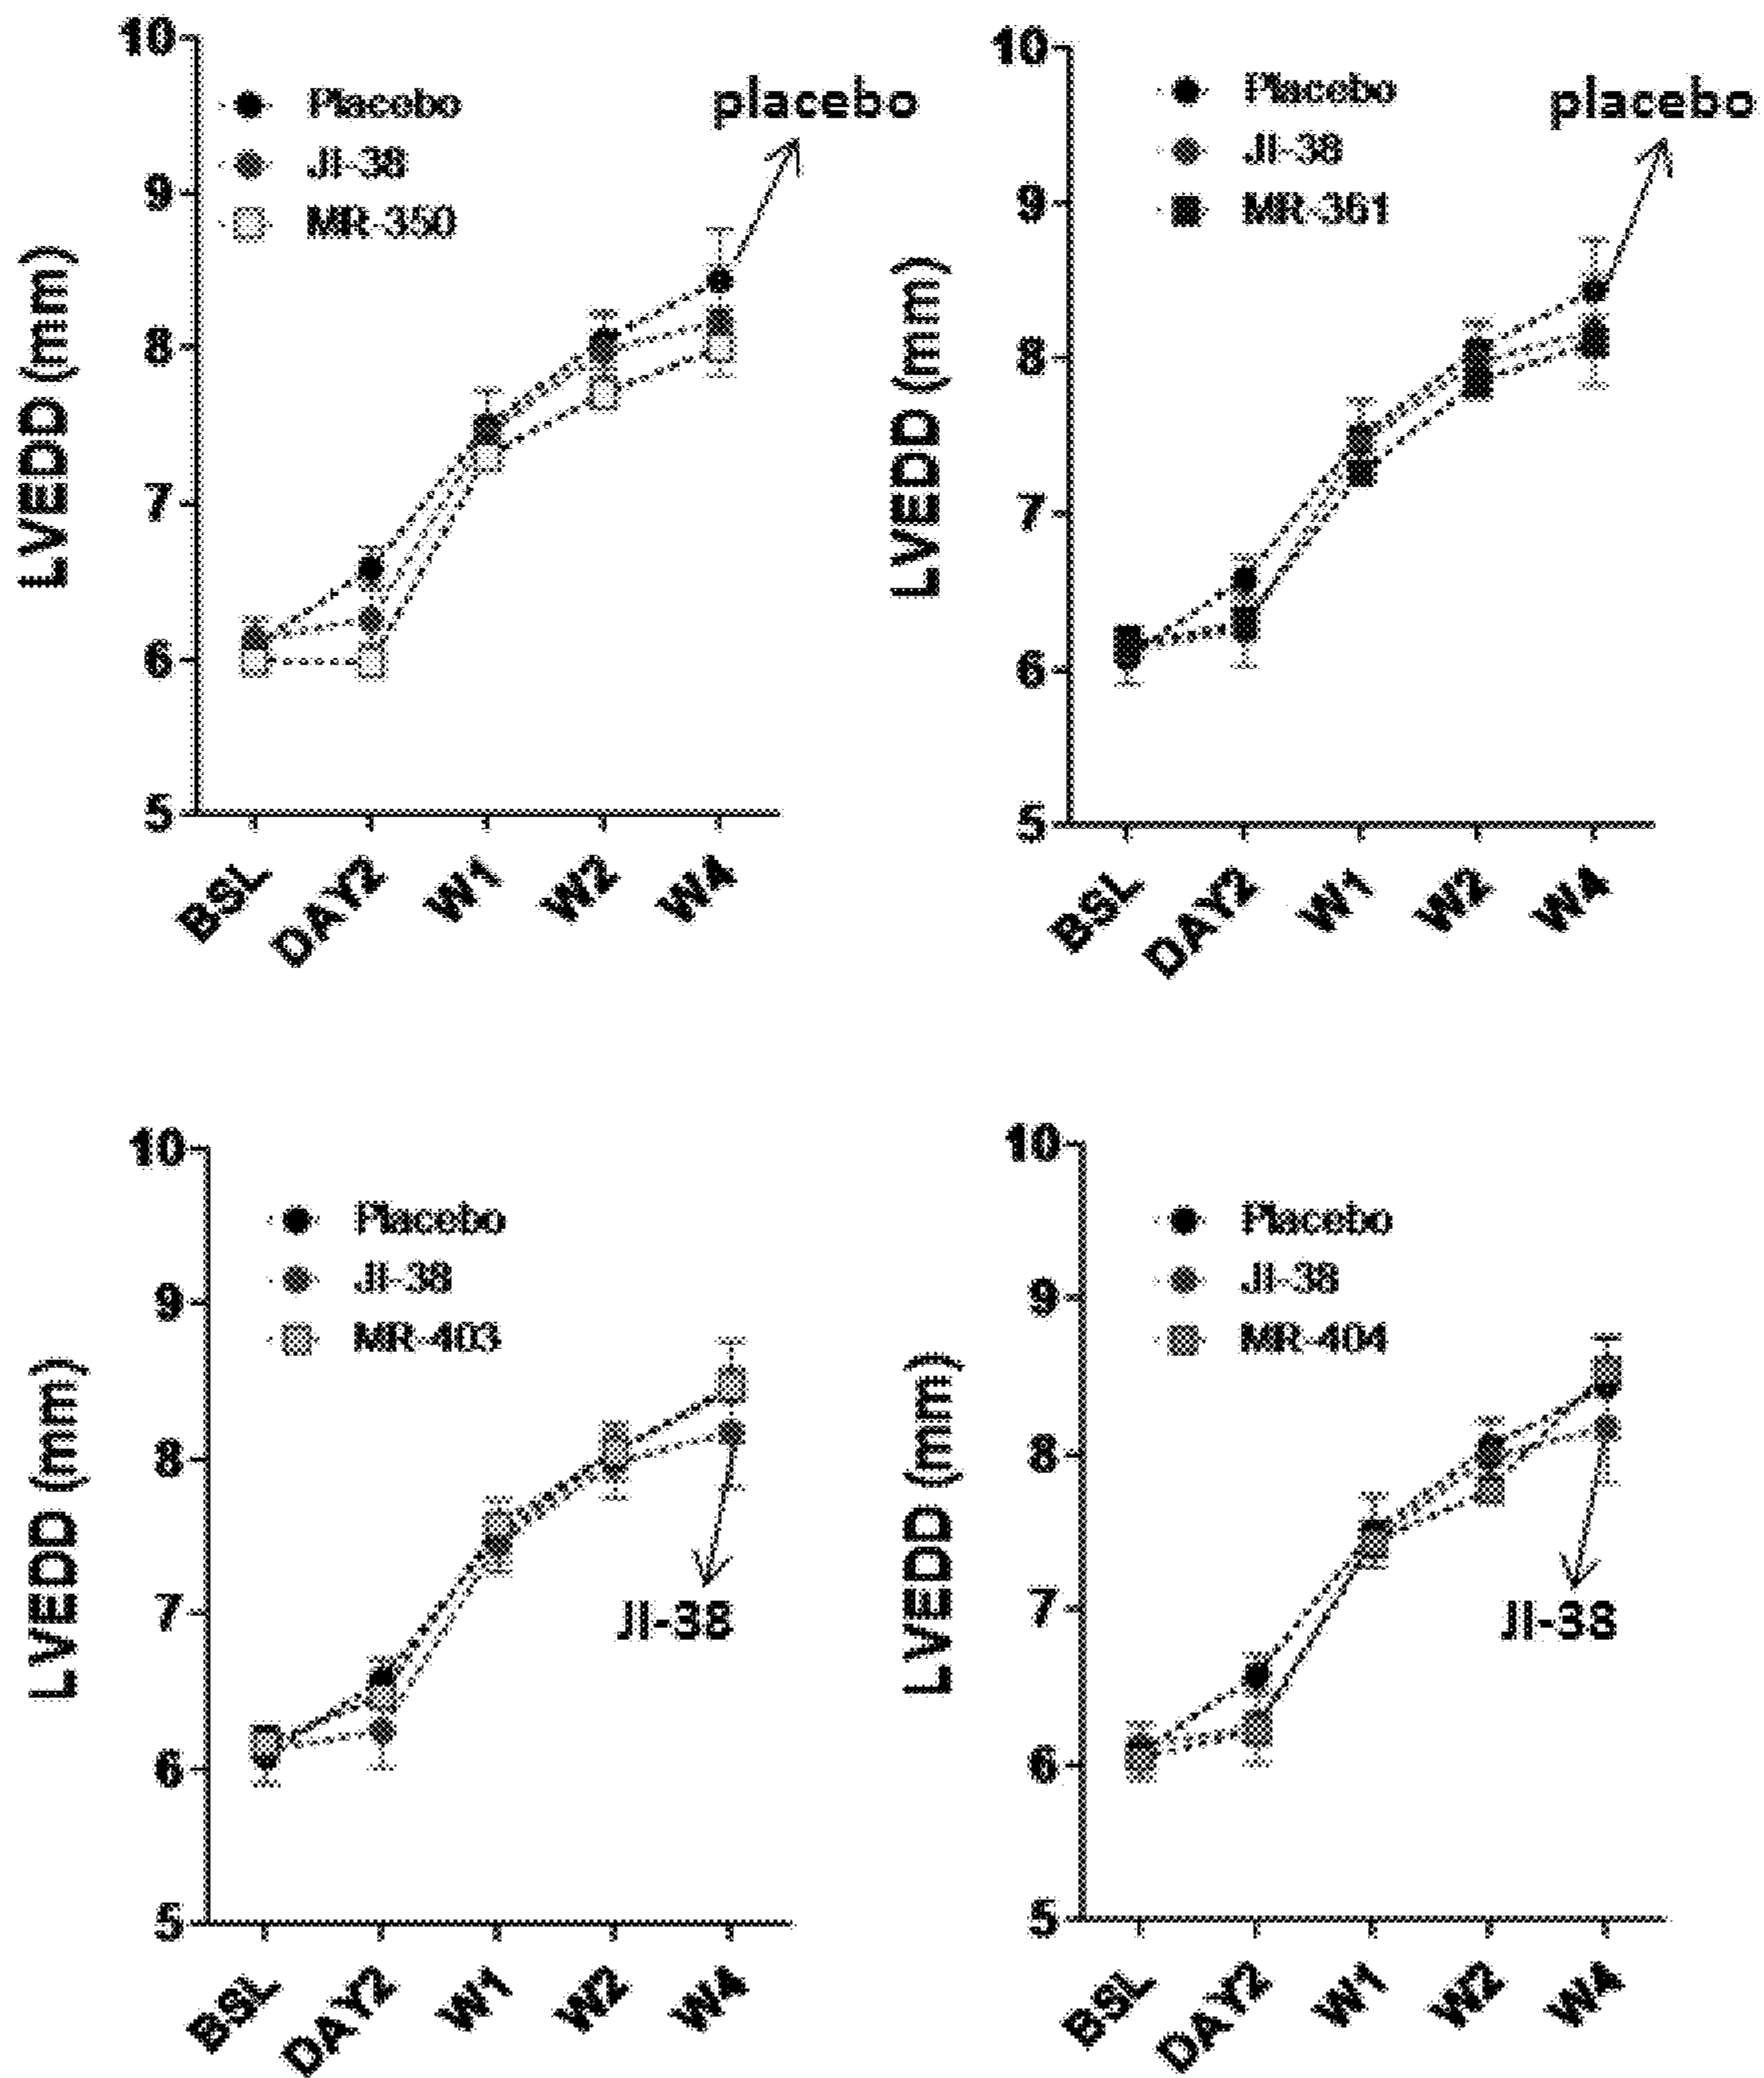 10
9
8
7
6
5
LVEDD (mm)
Placebo
JI-38
MR-350
placebo
BSL
DAY2
W1
W2
W4
10
9
8
7
6
5
LVEDD (mm)
Placebo
JI-38
MR-361
placebo
BSL
DAY2
W1
W2
W4
10
9
8
7
6
5
LVEDD (mm)
Placebo
JI-38
MR-403
JI-38
BSL
DAY2
W1
W2
W4
10
9
8
7
6
5
LVEDD (mm)
Placebo
JI-38
MR-404
JI-38
BSL
DAY2
W1
W2
W4